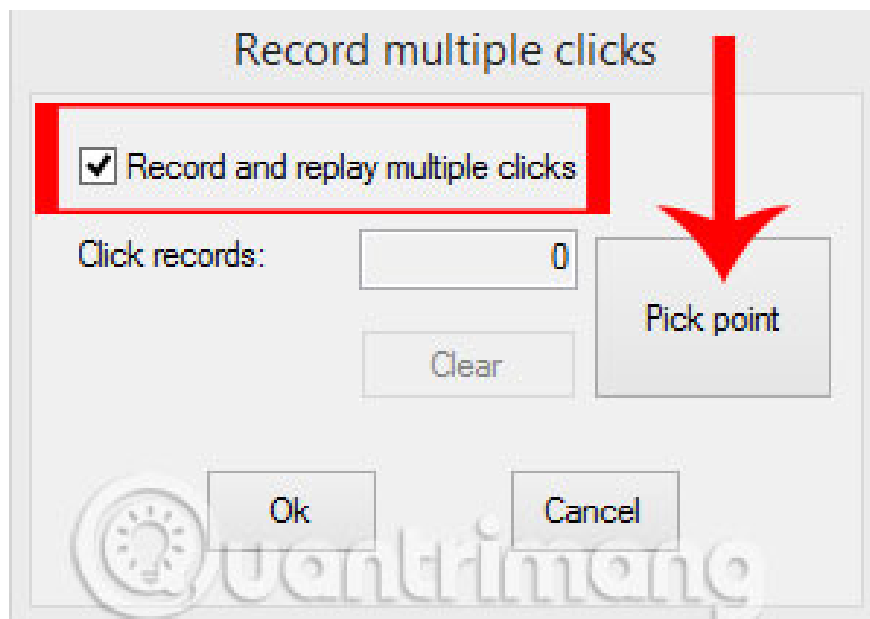 Record multiple clicks
Record and replay multiple clicks
Click records: 0
Pick point
Clear
Ok Cancel
Quantrimang